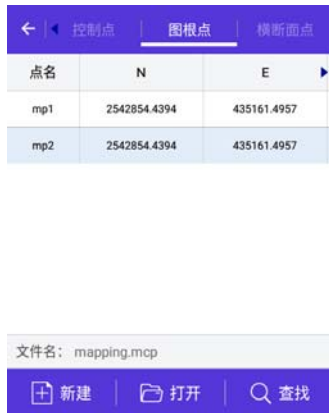 控制点 图根点 横断面点
点名 N E
mp1 2542854.4394 435161.4957
mp2 2542854.4394 435161.4957
文件名： mapping.mcp
新建 打开 查找